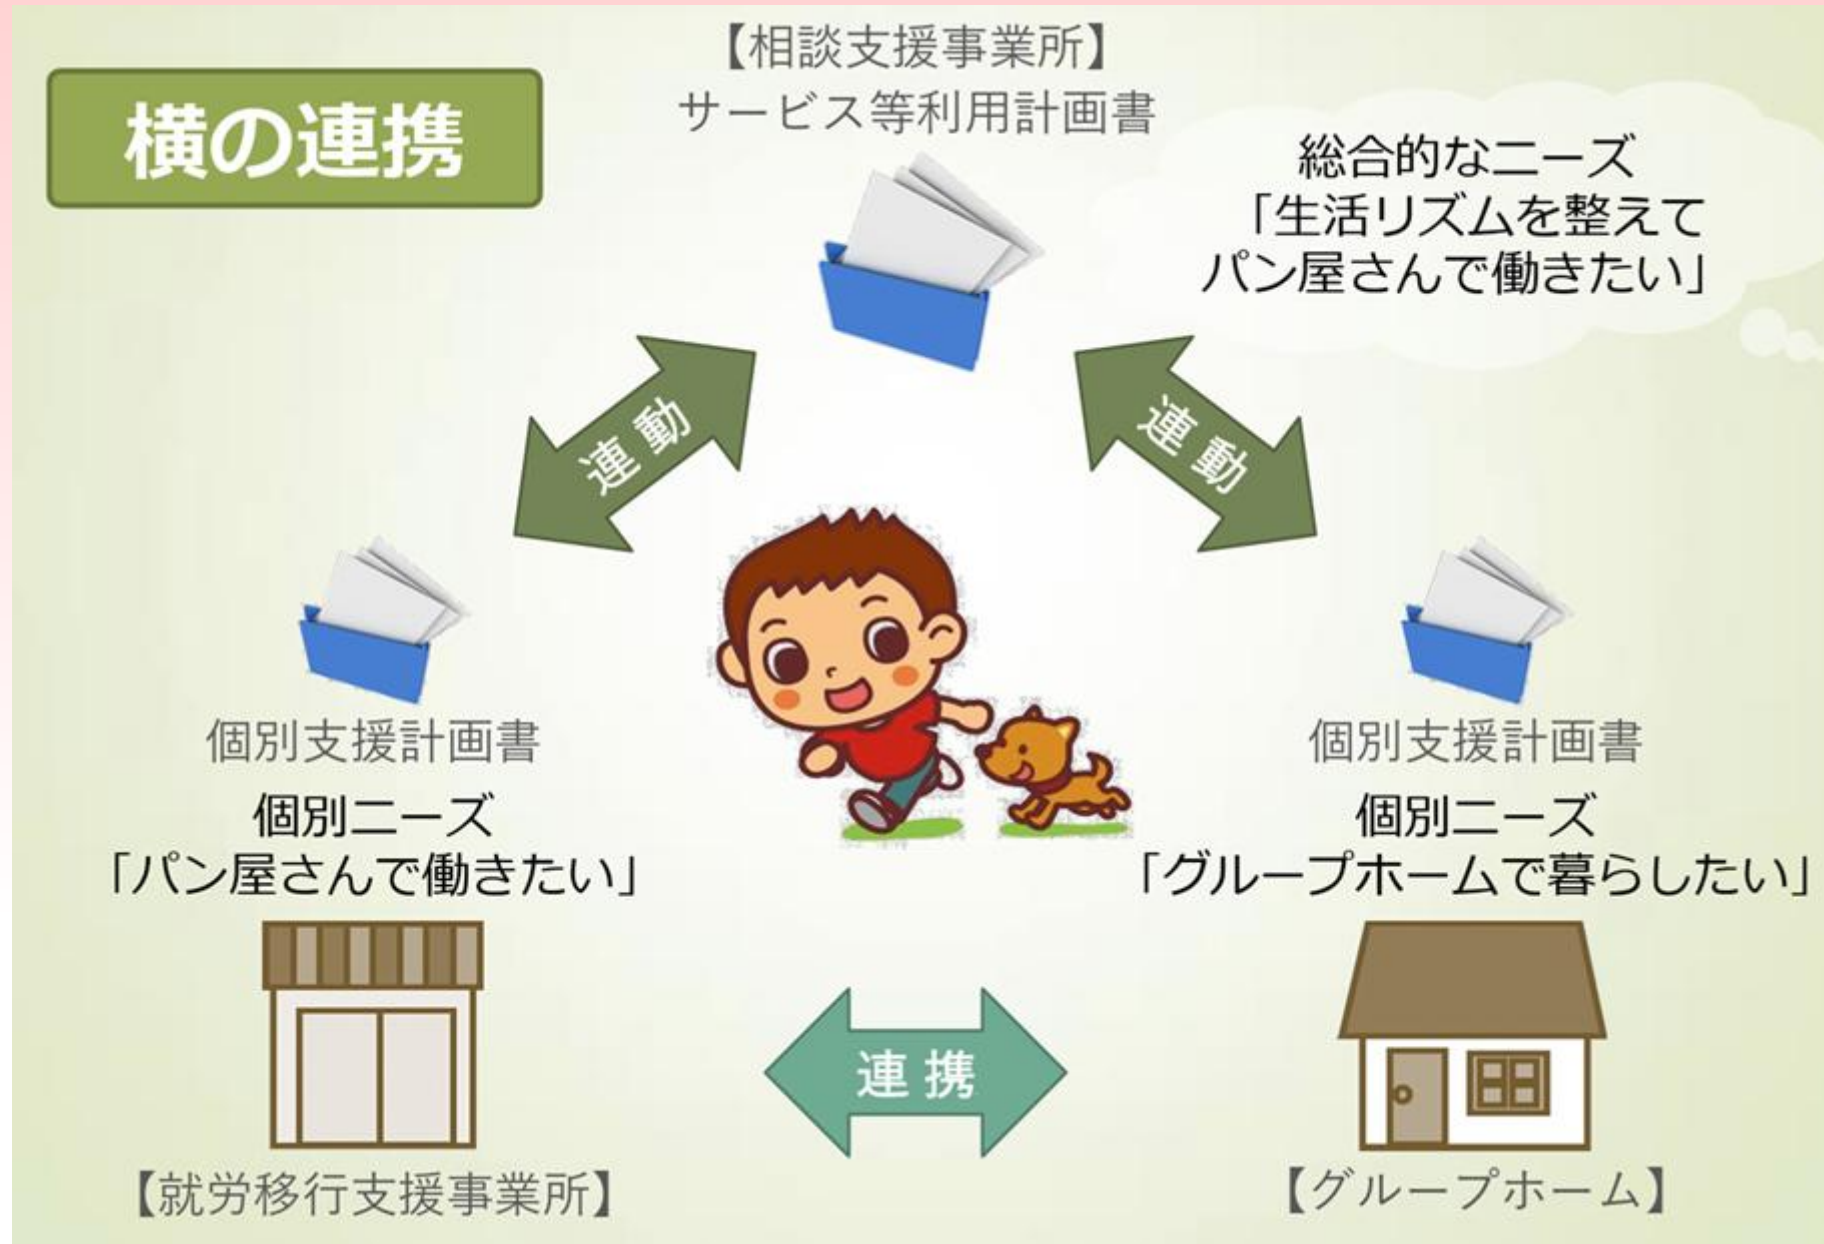 横の連携
【相談支援事業所】
サービス等利用計画書
総合的なニーズ
「生活リズムを整えて
パン屋さんで働きたい」
連動
連動
個別支援計画書
個別ニーズ
「パン屋さんで働きたい」
個別支援計画書
個別ニーズ
「グループホームで暮らしたい」
連携
【就労移行支援事業所】
【グループホーム】